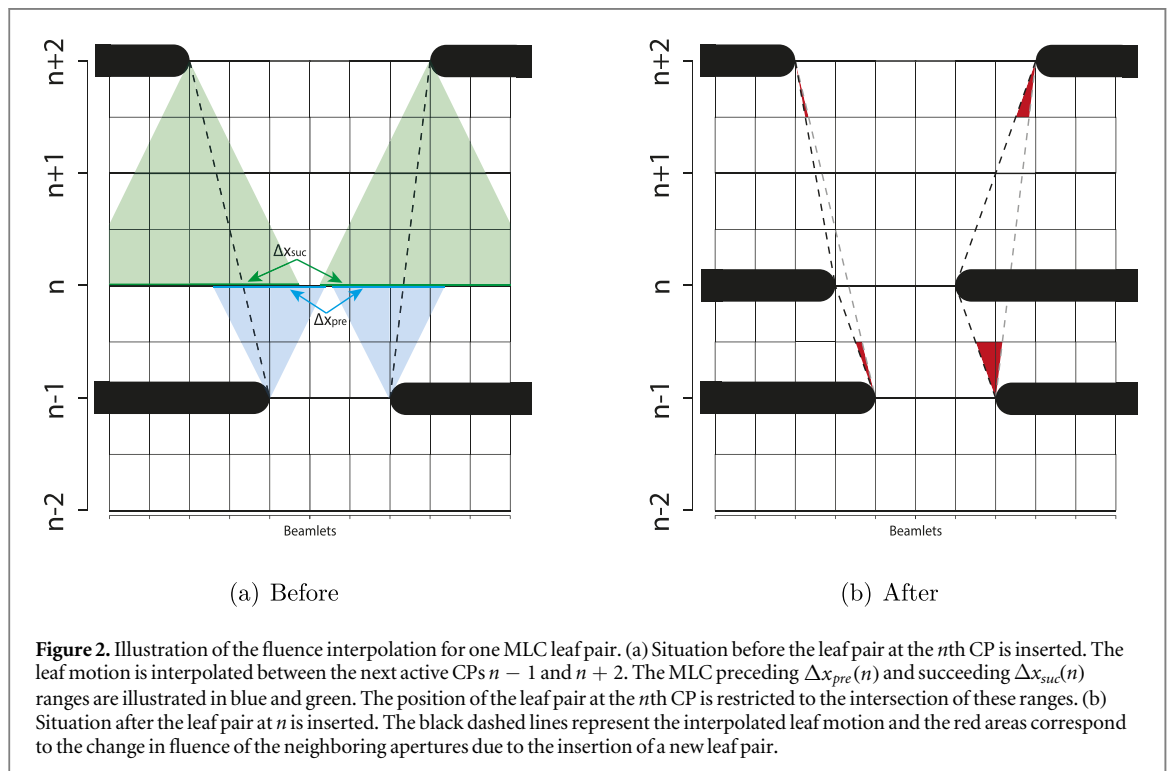 n+2
n+1
n
n-1
n-2
Δxsuc
Δxpre
Beamlets
(a) Before
n+2
n+1
n
n-1
n-2
Beamlets
(b) After
Figure 2. Illustration of the fluence interpolation for one MLC leaf pair. (a) Situation before the leaf pair at the nth CP is inserted. The
leaf motion is interpolated between the next active CPs n − 1 and n + 2. The MLC preceding Δx_pre(n) and succeeding Δx_suc(n)
ranges are illustrated in blue and green. The position of the leaf pair at the nth CP is restricted to the intersection of these ranges. (b)
Situation after the leaf pair at n is inserted. The black dashed lines represent the interpolated leaf motion and the red areas correspond
to the change in fluence of the neighboring apertures due to the insertion of a new leaf pair.